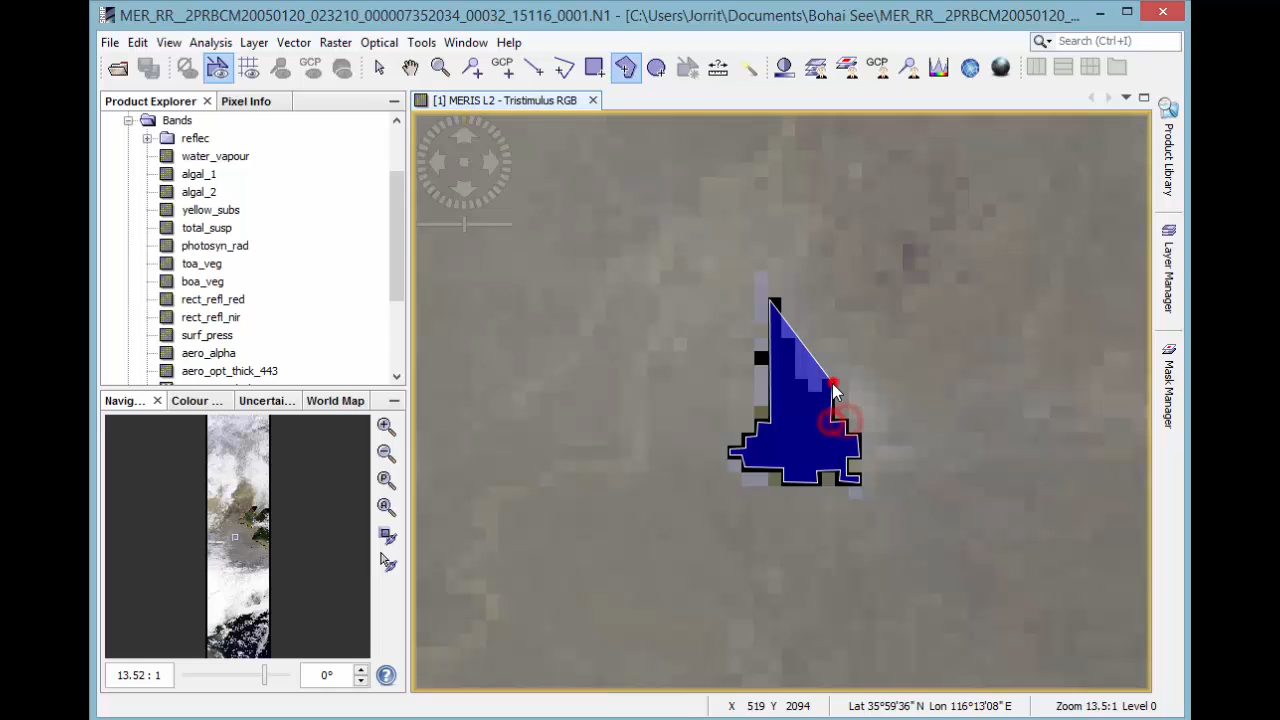 MER_RR__2PRBCM20050120_023210_000007352034_00032_15116_0001.N1 - [C:\Users\Jorrit\Documents\Bohai See\MER_RR__2PRBCM20050120_...
File Edit View Analysis Layer Vector Raster Optical Tools Window Help
Search (Ctrl+I)
GCP GCP GCP
Product Explorer Pixel Info
[1] MERIS L2 - Tristimulus RGB
Bands
reflec
water_vapour
algal_1
algal_2
yellow_subs
total_susp
photosyn_rad
toa_veg
boa_veg
rect_refl_red
rect_refl_nir
surf_press
aero_alpha
aero_opt_thick_443
Product Library
Layer Manager
Mask Manager
Navig... Colour ... Uncertai... World Map
13.52 : 1
0°
X 519 Y 2094 Lat 35°59'36" N Lon 116°13'08" E Zoom 13.5:1 Level 0